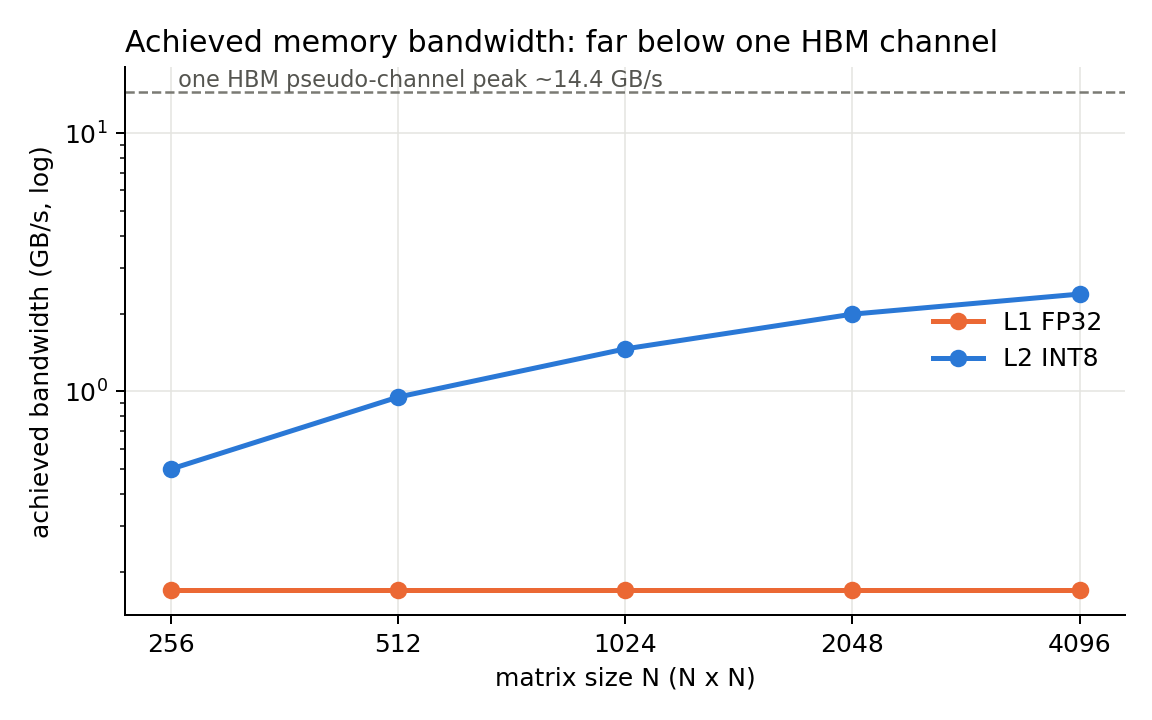 Achieved memory bandwidth: far below one HBM channel
one HBM pseudo-channel peak ~14.4 GB/s
10¹
10⁰
achieved bandwidth (GB/s, log)
L1 FP32
L2 INT8
256 512 1024 2048 4096
matrix size N (N x N)